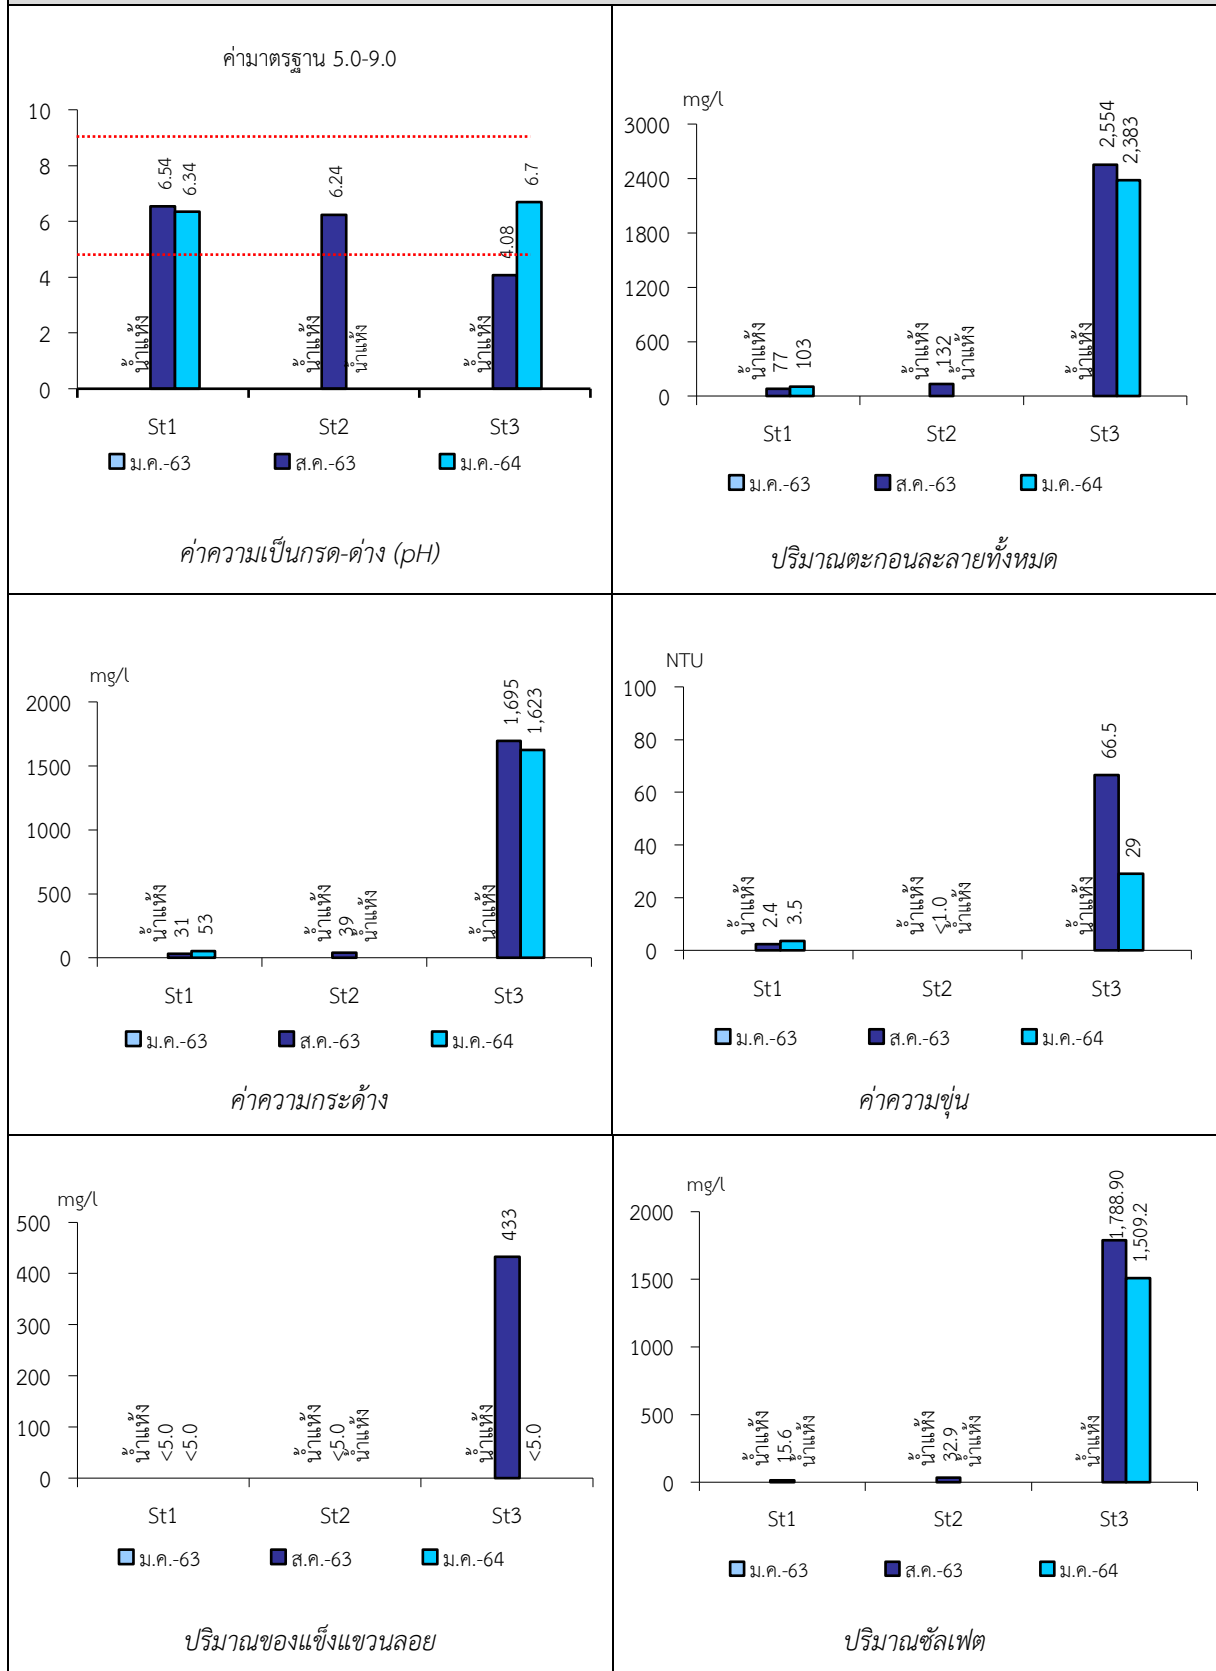 ค่ามาตรฐาน 5.0-9.0
10
8
6
4
2
0
น้ำแห้ง
6.54
6.34
น้ำแห้ง
6.24
น้ำแห้ง
น้ำแห้ง
4.08
6.7
St1 St2 St3
ม.ค.-63 ส.ค.-63 ม.ค.-64
ค่าความเป็นกรด-ด่าง (pH)
mg/l
3000
2400
1800
1200
600
0
น้ำแห้ง
77
103
น้ำแห้ง
132
น้ำแห้ง
น้ำแห้ง
2,554
2,383
St1 St2 St3
ม.ค.-63 ส.ค.-63 ม.ค.-64
ปริมาณตะกอนละลายทั้งหมด
mg/l
2000
1500
1000
500
0
น้ำแห้ง
31
53
น้ำแห้ง
39
น้ำแห้ง
น้ำแห้ง
1,695
1,623
St1 St2 St3
ม.ค.-63 ส.ค.-63 ม.ค.-64
ค่าความกระด้าง
NTU
100
80
60
40
20
0
น้ำแห้ง
2.4
3.5
น้ำแห้ง
<1.0
น้ำแห้ง
น้ำแห้ง
66.5
29
St1 St2 St3
ม.ค.-63 ส.ค.-63 ม.ค.-64
ค่าความขุ่น
mg/l
500
400
300
200
100
0
น้ำแห้ง
<5.0
<5.0
น้ำแห้ง
<5.0
น้ำแห้ง
น้ำแห้ง
433
<5.0
St1 St2 St3
ม.ค.-63 ส.ค.-63 ม.ค.-64
ปริมาณของแข็งแขวนลอย
mg/l
2000
1500
1000
500
0
น้ำแห้ง
15.6
น้ำแห้ง
น้ำแห้ง
32.9
น้ำแห้ง
น้ำแห้ง
1,788.90
1,509.2
St1 St2 St3
ม.ค.-63 ส.ค.-63 ม.ค.-64
ปริมาณซัลเฟต